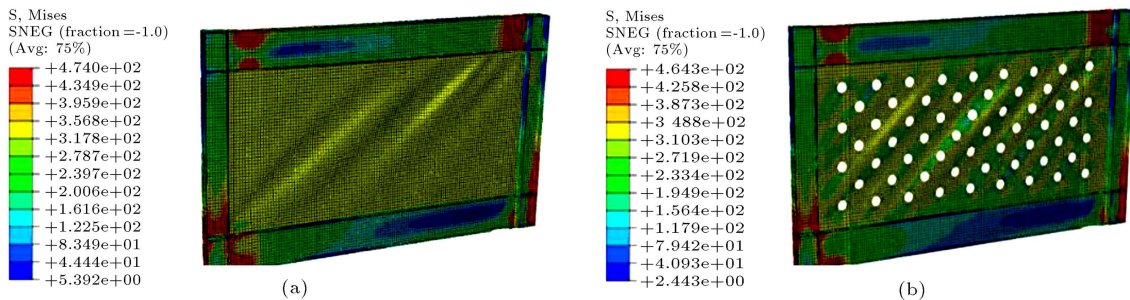 S, Mises
SNEG (fraction=-1.0)
(Avg: 75%)
+4.740e+02
+4.349e+02
+3.959e+02
+3.568e+02
+3.178e+02
+2.787e+02
+2.397e+02
+2.006e+02
+1.616e+02
+1.225e+02
+8.349e+01
+4.444e+01
+5.392e+00
(a)
S, Mises
SNEG (fraction=-1.0)
(Avg: 75%)
+4.643e+02
+4.258e+02
+3.873e+02
+3 488e+02
+3.103e+02
+2.719e+02
+2.334e+02
+1.949e+02
+1.564e+02
+1.179e+02
+7.942e+01
+4.093e+01
+2.443e+00
(b)